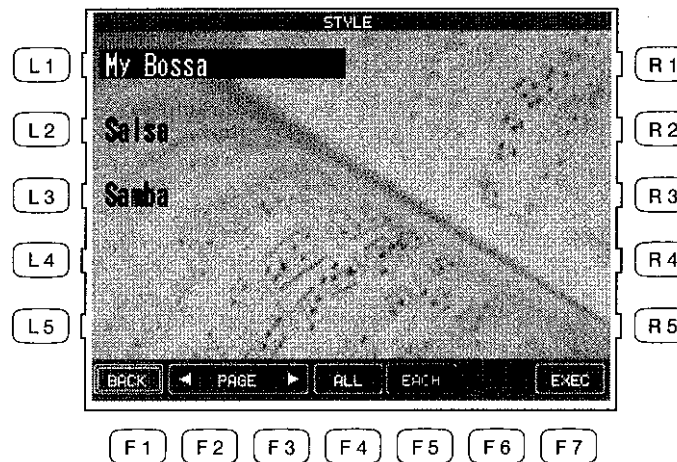 STYLE
L1 My Bossa R1
L2 Salsa R2
L3 Samba R3
L4 R4
L5 R5
BACK ◄ PAGE ► ALL EACH EXEC
F1 F2 F3 F4 F5 F6 F7